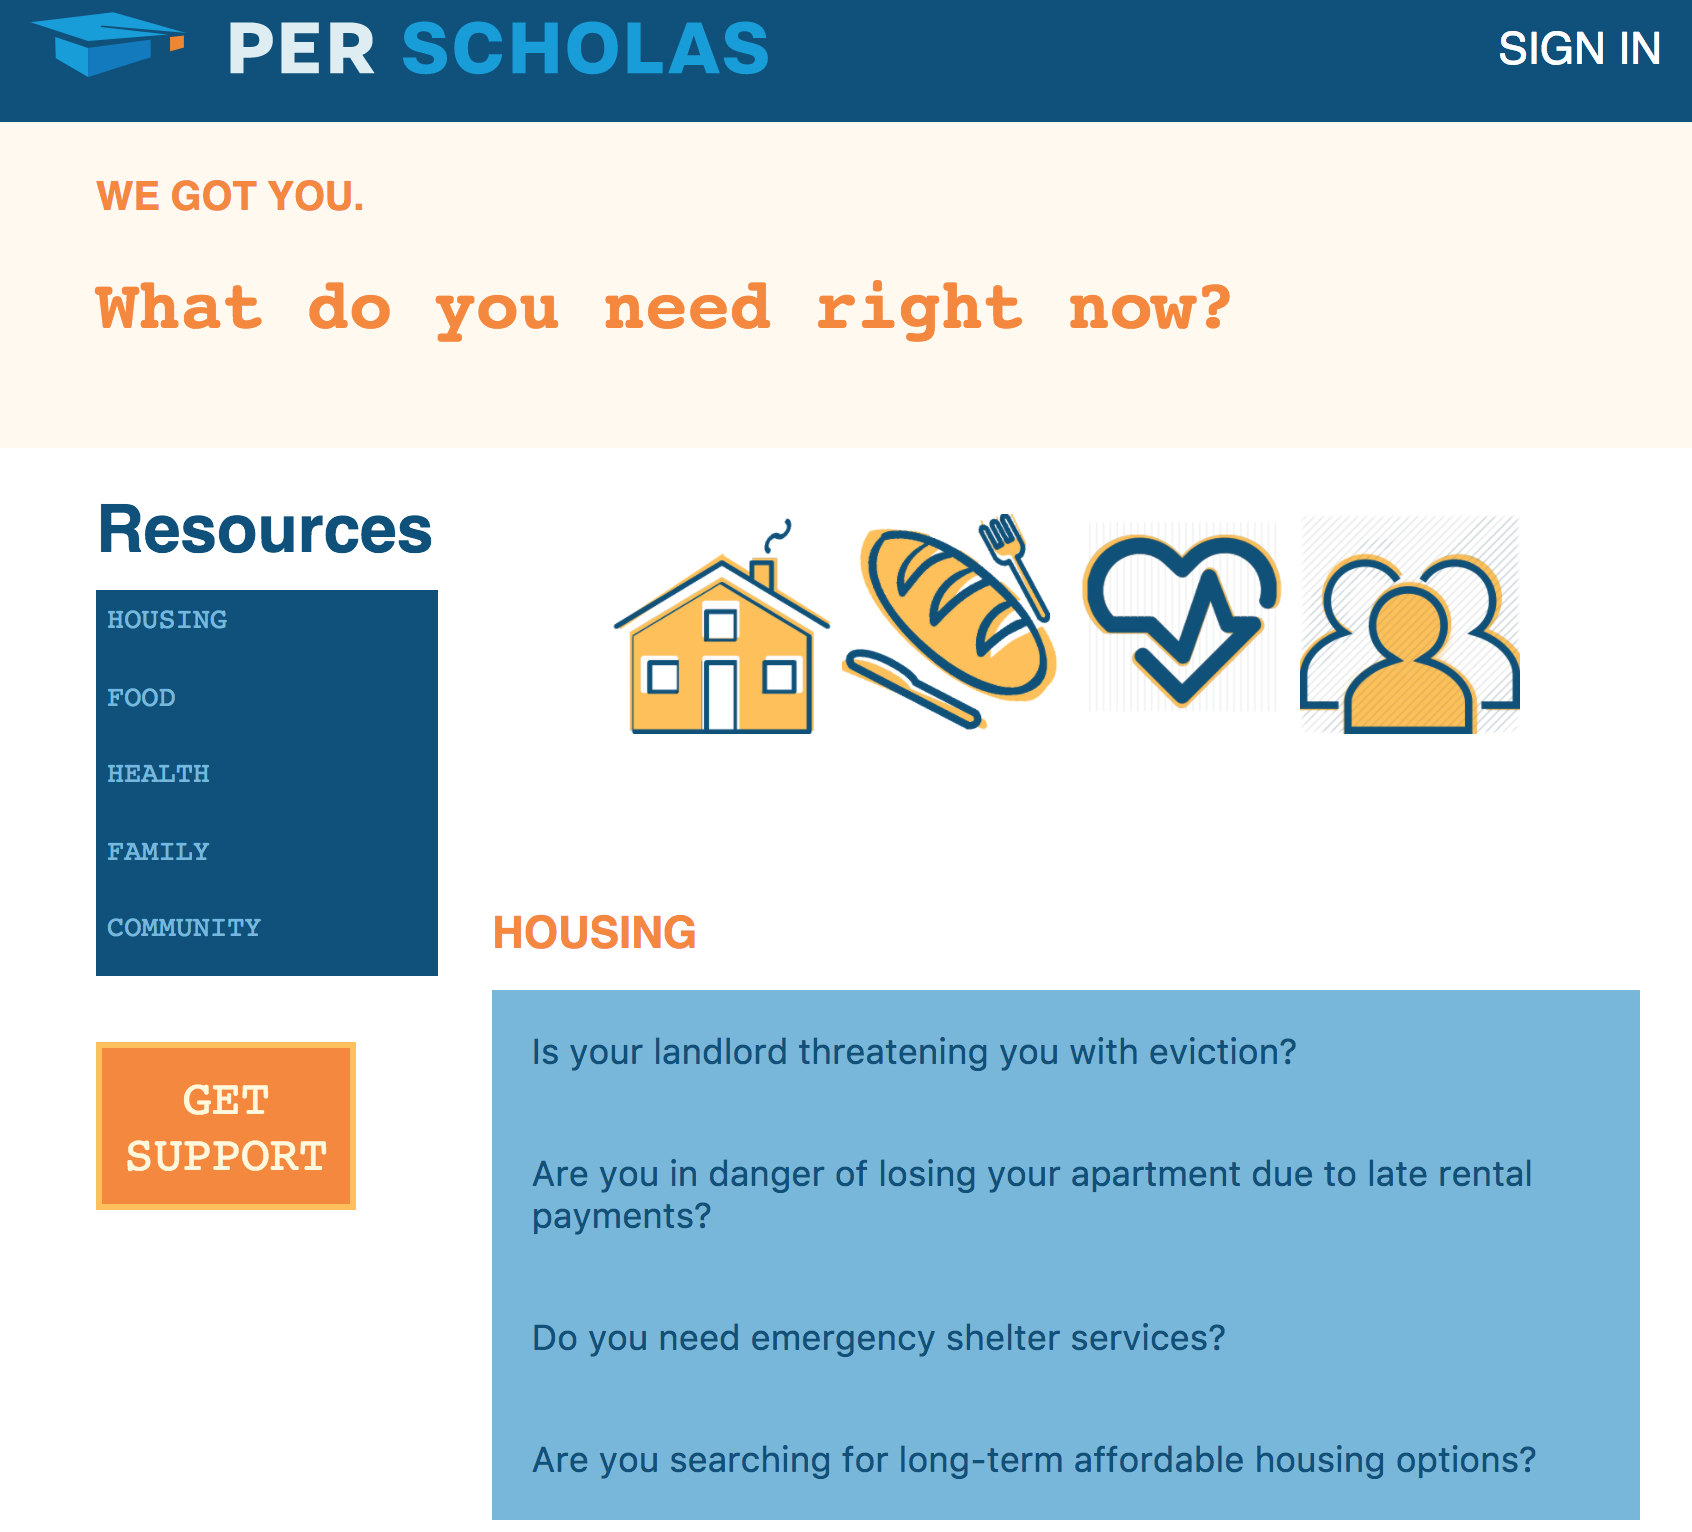 PER SCHOLAS
SIGN IN
WE GOT YOU.
What do you need right now?
Resources
HOUSING
FOOD
HEALTH
FAMILY
COMMUNITY
GET
SUPPORT
HOUSING
Is your landlord threatening you with eviction?
Are you in danger of losing your apartment due to late rental
payments?
Do you need emergency shelter services?
Are you searching for long-term affordable housing options?